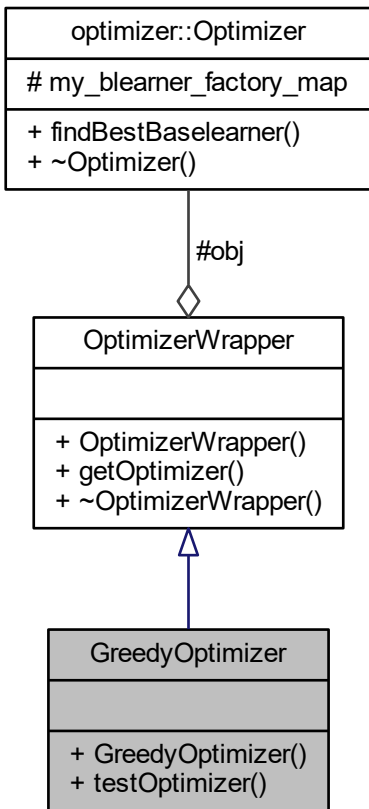 optimizer::Optimizer
# my_blearner_factory_map
+ findBestBaselearner()
+ ~Optimizer()
#obj
OptimizerWrapper
+ OptimizerWrapper()
+ getOptimizer()
+ ~OptimizerWrapper()
GreedyOptimizer
+ GreedyOptimizer()
+ testOptimizer()